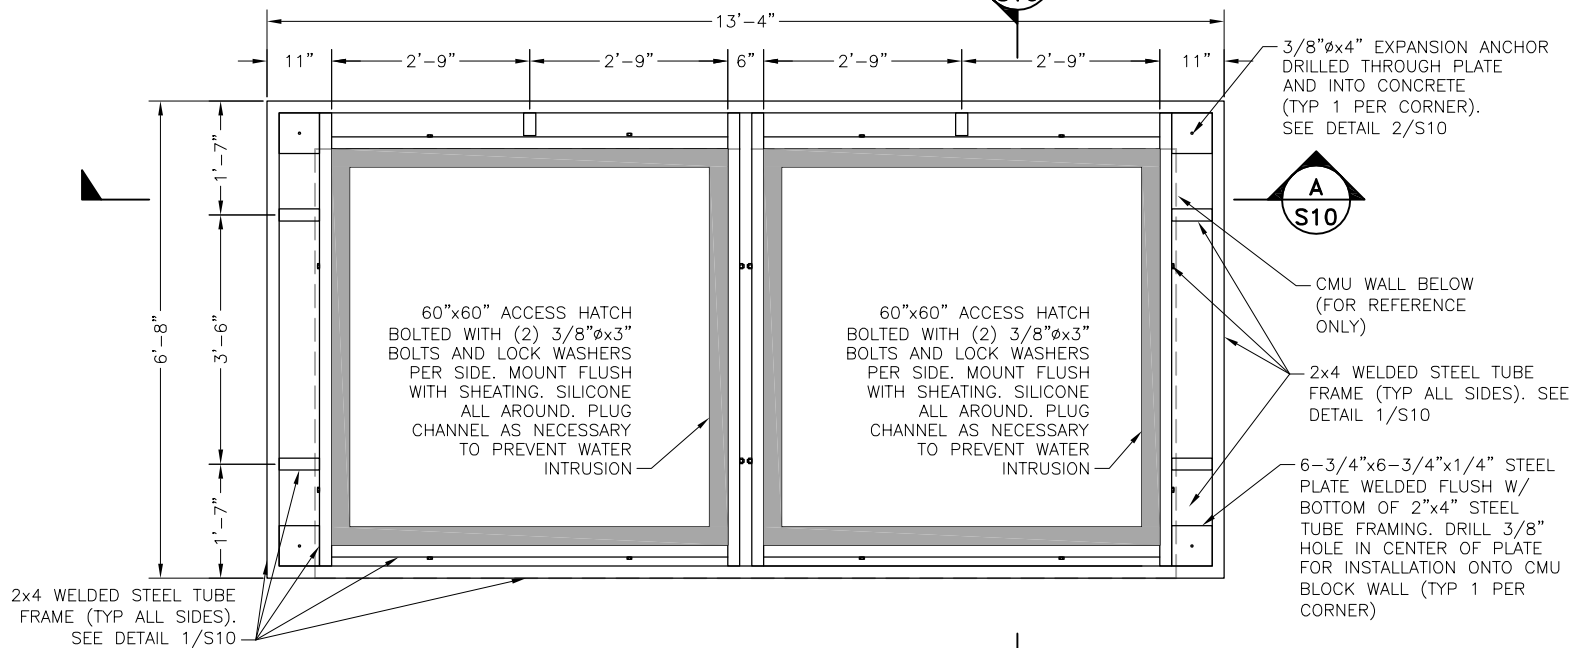 13'-4"
11"
2'-9"
2'-9"
6"
2'-9"
2'-9"
11"
3/8"øx4" EXPANSION ANCHOR
DRILLED THROUGH PLATE
AND INTO CONCRETE
(TYP 1 PER CORNER).
SEE DETAIL 2/S10
1'-7"
3'-6"
1'-7"
6'-8"
A
S10
60"x60" ACCESS HATCH
BOLTED WITH (2) 3/8"øx3"
BOLTS AND LOCK WASHERS
PER SIDE. MOUNT FLUSH
WITH SHEATING. SILICONE
ALL AROUND. PLUG
CHANNEL AS NECESSARY
TO PREVENT WATER
INTRUSION
60"x60" ACCESS HATCH
BOLTED WITH (2) 3/8"øx3"
BOLTS AND LOCK WASHERS
PER SIDE. MOUNT FLUSH
WITH SHEATING. SILICONE
ALL AROUND. PLUG
CHANNEL AS NECESSARY
TO PREVENT WATER
INTRUSION
CMU WALL BELOW
(FOR REFERENCE
ONLY)
2x4 WELDED STEEL TUBE
FRAME (TYP ALL SIDES). SEE
DETAIL 1/S10
6-3/4"x6-3/4"x1/4" STEEL
PLATE WELDED FLUSH W/
BOTTOM OF 2"x4" STEEL
TUBE FRAMING. DRILL 3/8"
HOLE IN CENTER OF PLATE
FOR INSTALLATION ONTO CMU
BLOCK WALL (TYP 1 PER
CORNER)
2x4 WELDED STEEL TUBE
FRAME (TYP ALL SIDES).
SEE DETAIL 1/S10